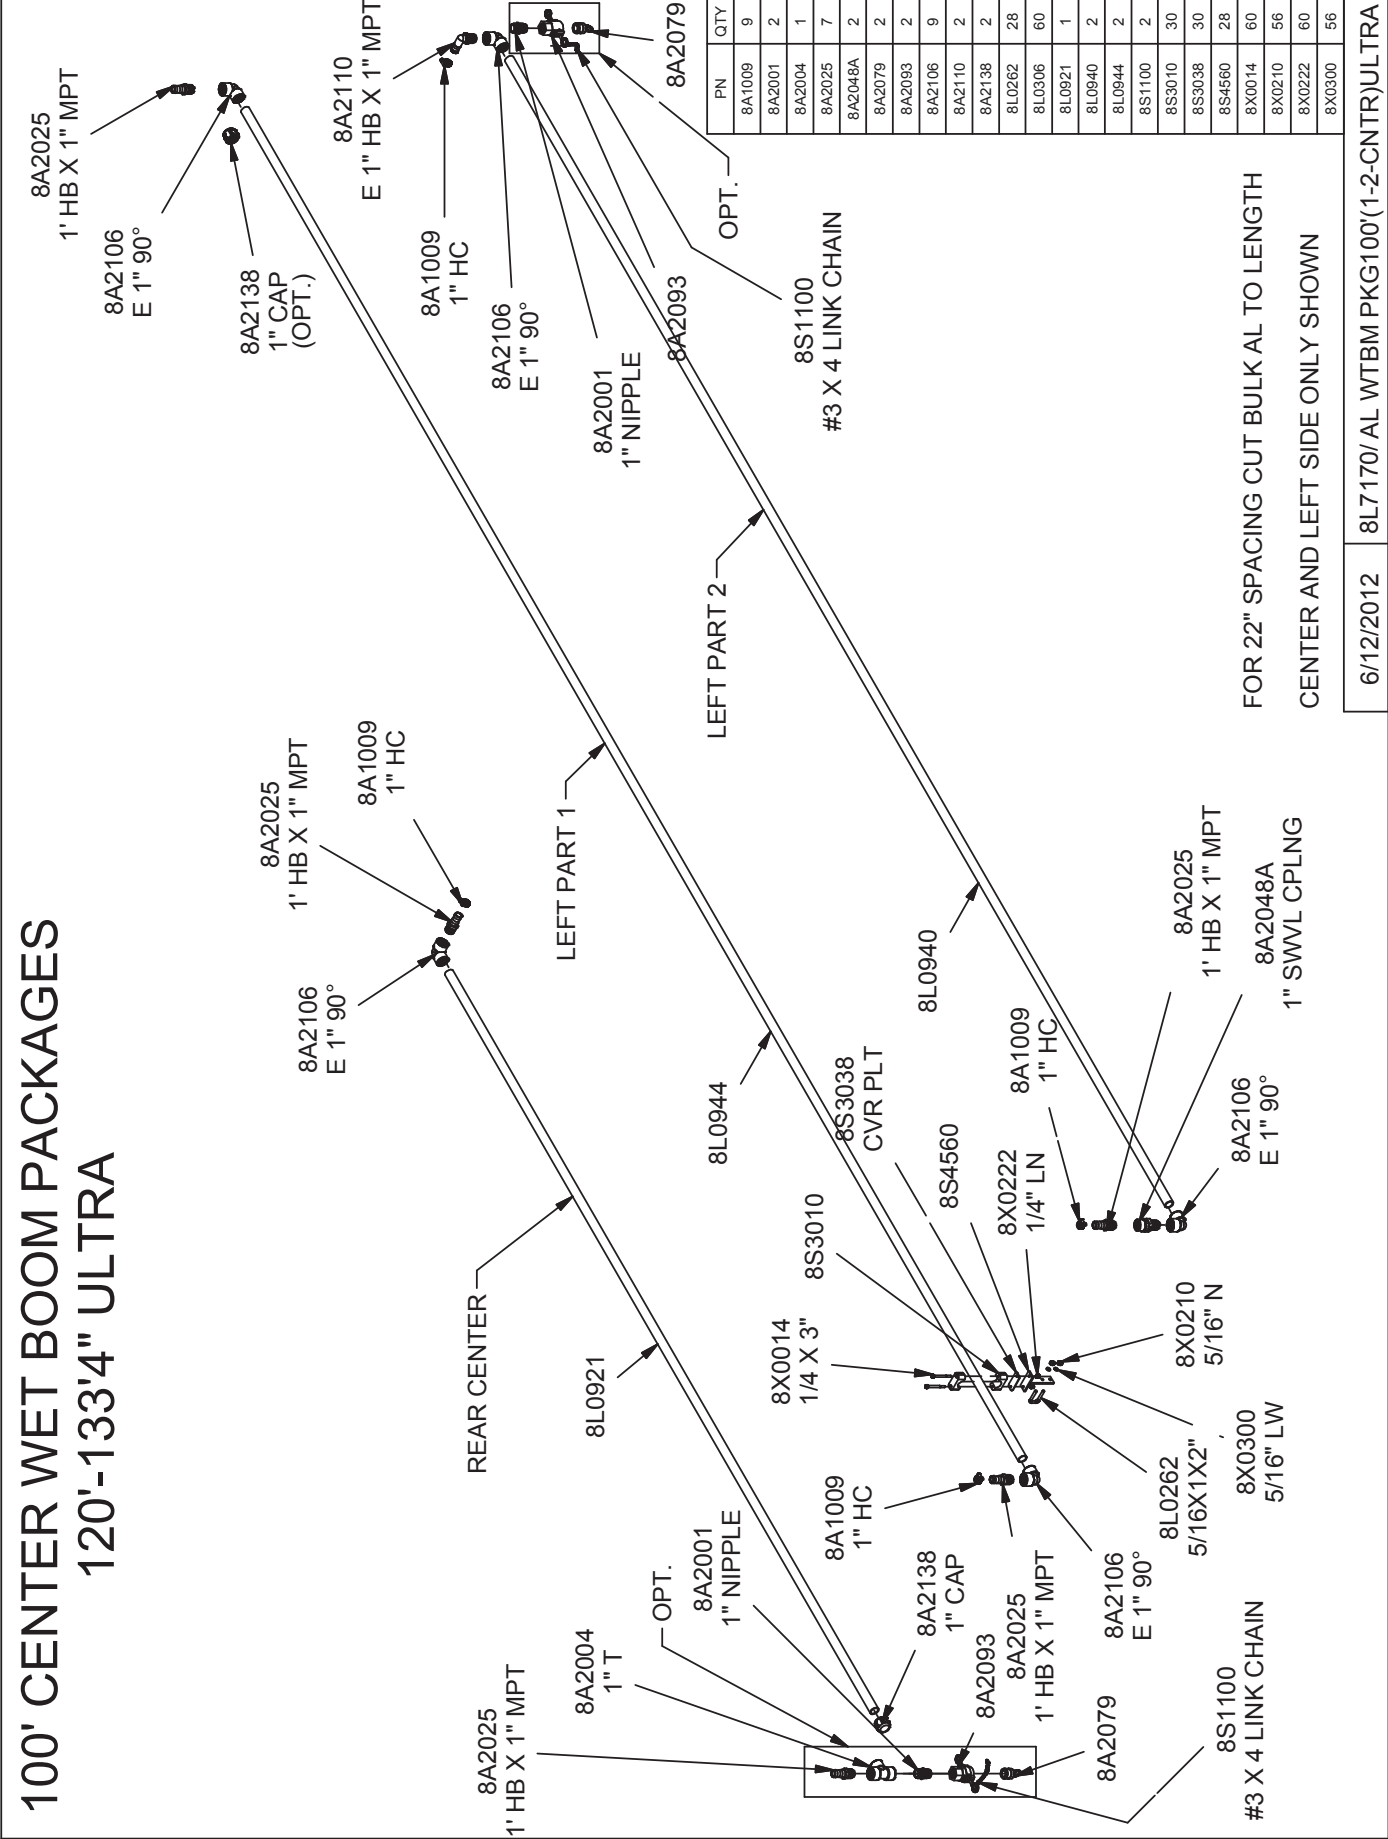 100' CENTER WET BOOM PACKAGES
120'-133'4" ULTRA
8A2025
1' HB X 1" MPT
8A2004
1" T
OPT.
8A2001
1" NIPPLE
8A2138
1" CAP
8A2093
8A2079
8S1100
#3 X 4 LINK CHAIN
REAR CENTER
8L0921
8A2106
E 1" 90°
8A2025
1' HB X 1" MPT
8A1009
1" HC
8A1009
1" HC
8A2025
1' HB X 1" MPT
8A2106
E 1" 90°
8X0014
1/4 X 3"
8S3010
8S3038
CVR PLT
8S4560
8X0222
1/4" LN
8L0262
5/16X1X2"
8X0300
5/16" LW
8X0210
5/16" N
8L0944
LEFT PART 1
8A2025
1' HB X 1" MPT
8A2106
E 1" 90°
8A2138
1" CAP
(OPT.)
8A2110
E 1" HB X 1" MPT
8A1009
1" HC
8A2106
E 1" 90°
8A2001
1" NIPPLE
8A2093
8S1100
#3 X 4 LINK CHAIN
OPT.
8A2079
LEFT PART 2
8L0940
8A1009
1" HC
8A2025
1' HB X 1" MPT
8A2048A
1" SWVL CPLNG
8A2106
E 1" 90°
FOR 22" SPACING CUT BULK AL TO LENGTH
CENTER AND LEFT SIDE ONLY SHOWN
PN QTY
8A1009 9
8A2001 2
8A2004 1
8A2025 7
8A2048A 2
8A2079 2
8A2093 2
8A2106 9
8A2110 2
8A2138 2
8L0262 28
8L0306 60
8L0921 1
8L0940 2
8L0944 2
8S1100 2
8S3010 30
8S3038 30
8S4560 28
8X0014 60
8X0210 56
8X0222 60
8X0300 56
6/12/2012 8L7170/ AL WTBM PKG100'(1-2-CNTR)ULTRA